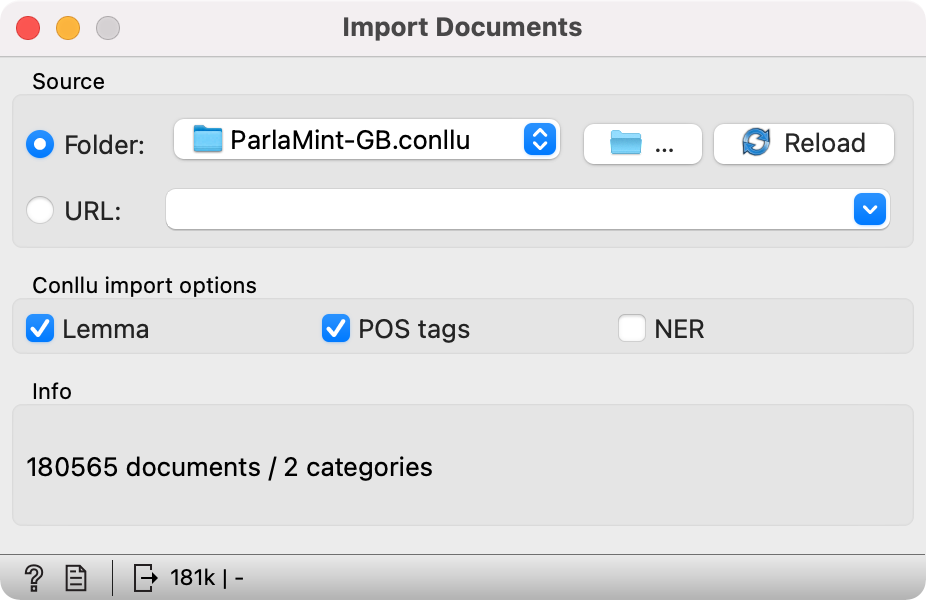 Import Documents
Source
Folder: ParlaMint-GB.conllu ... Reload
URL:
Conllu import options
Lemma POS tags NER
Info
180565 documents / 2 categories
? 181k | -